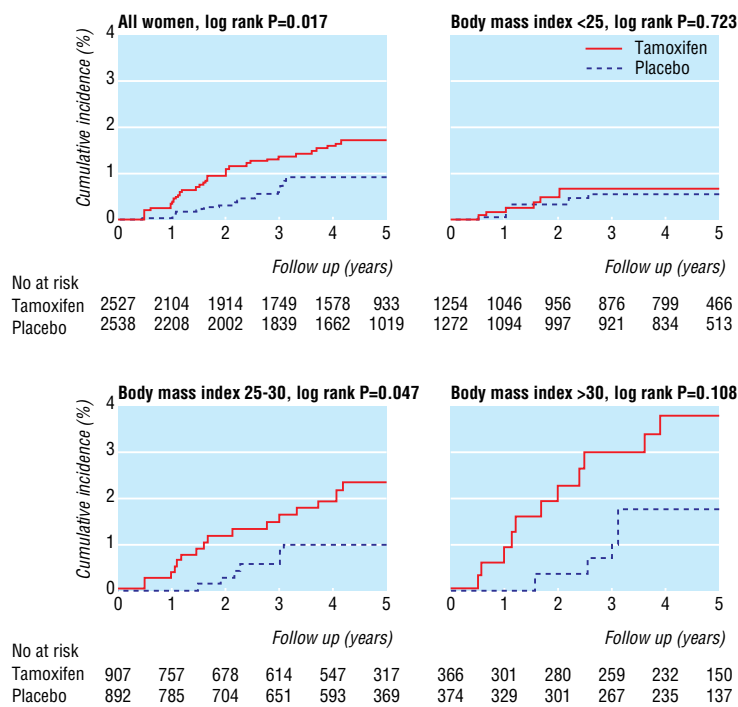 All women, log rank P=0.017
Cumulative incidence (%)
4
3
2
1
0
0 1 2 3 4 5
Follow up (years)
No at risk
Tamoxifen 2527 2104 1914 1749 1578 933
Placebo 2538 2208 2002 1839 1662 1019
Body mass index <25, log rank P=0.723
Tamoxifen
Placebo
0 1 2 3 4 5
Follow up (years)
1254 1046 956 876 799 466
1272 1094 997 921 834 513
Body mass index 25-30, log rank P=0.047
Cumulative incidence (%)
4
3
2
1
0
0 1 2 3 4 5
Follow up (years)
No at risk
Tamoxifen 907 757 678 614 547 317
Placebo 892 785 704 651 593 369
Body mass index >30, log rank P=0.108
0 1 2 3 4 5
Follow up (years)
366 301 280 259 232 150
374 329 301 267 235 137